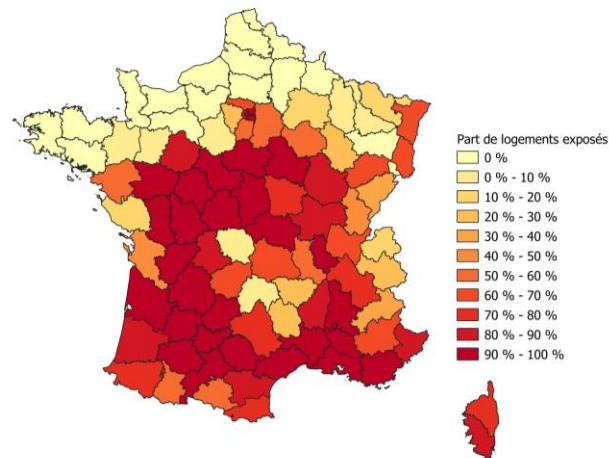 Part de logements exposés
0 %
0 % - 10 %
10 % - 20 %
20 % - 30 %
30 % - 40 %
40 % - 50 %
50 % - 60 %
60 % - 70 %
70 % - 80 %
80 % - 90 %
90 % - 100 %